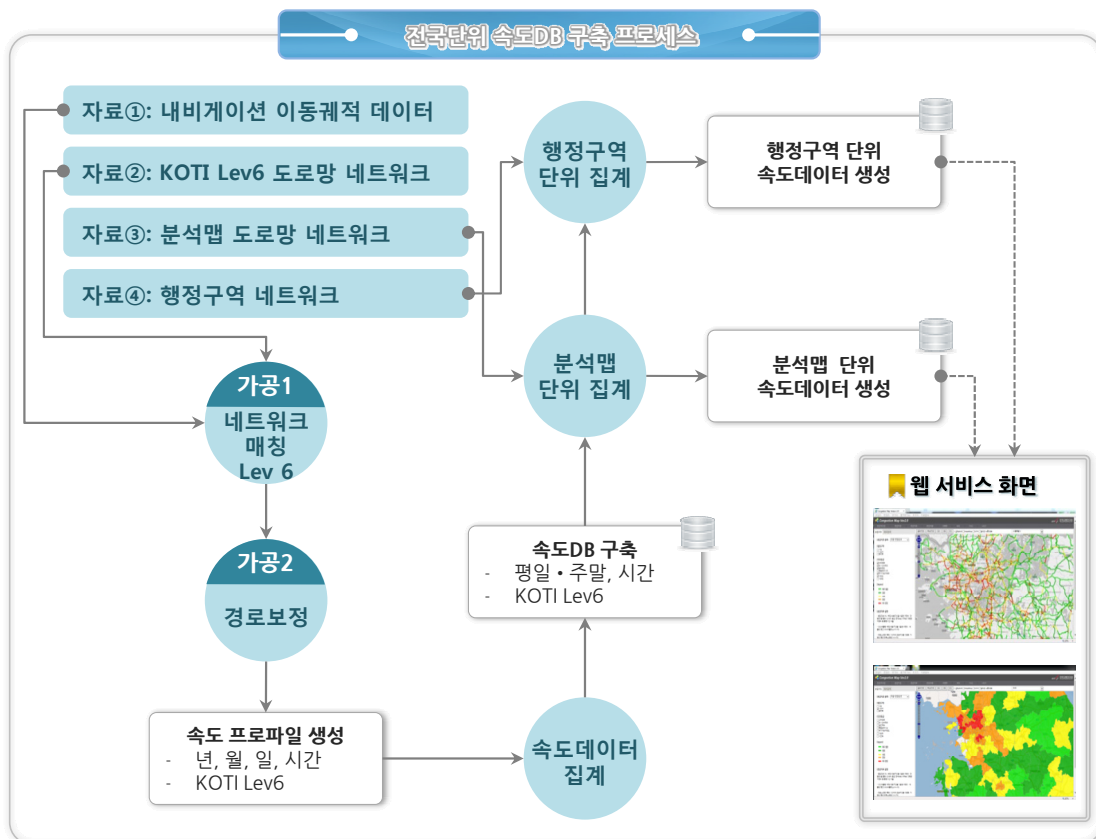 전국단위 속도DB 구축 프로세스
자료①: 내비게이션 이동궤적 데이터
자료②: KOTI Lev6 도로망 네트워크
자료③: 분석맵 도로망 네트워크
자료④: 행정구역 네트워크
가공1
네트워크
매칭
Lev 6
가공2
경로보정
속도 프로파일 생성
- 년, 월, 일, 시간
- KOTI Lev6
속도데이터
집계
속도DB 구축
- 평일 • 주말, 시간
- KOTI Lev6
분석맵
단위 집계
행정구역
단위 집계
행정구역 단위
속도데이터 생성
분석맵 단위
속도데이터 생성
웹 서비스 화면